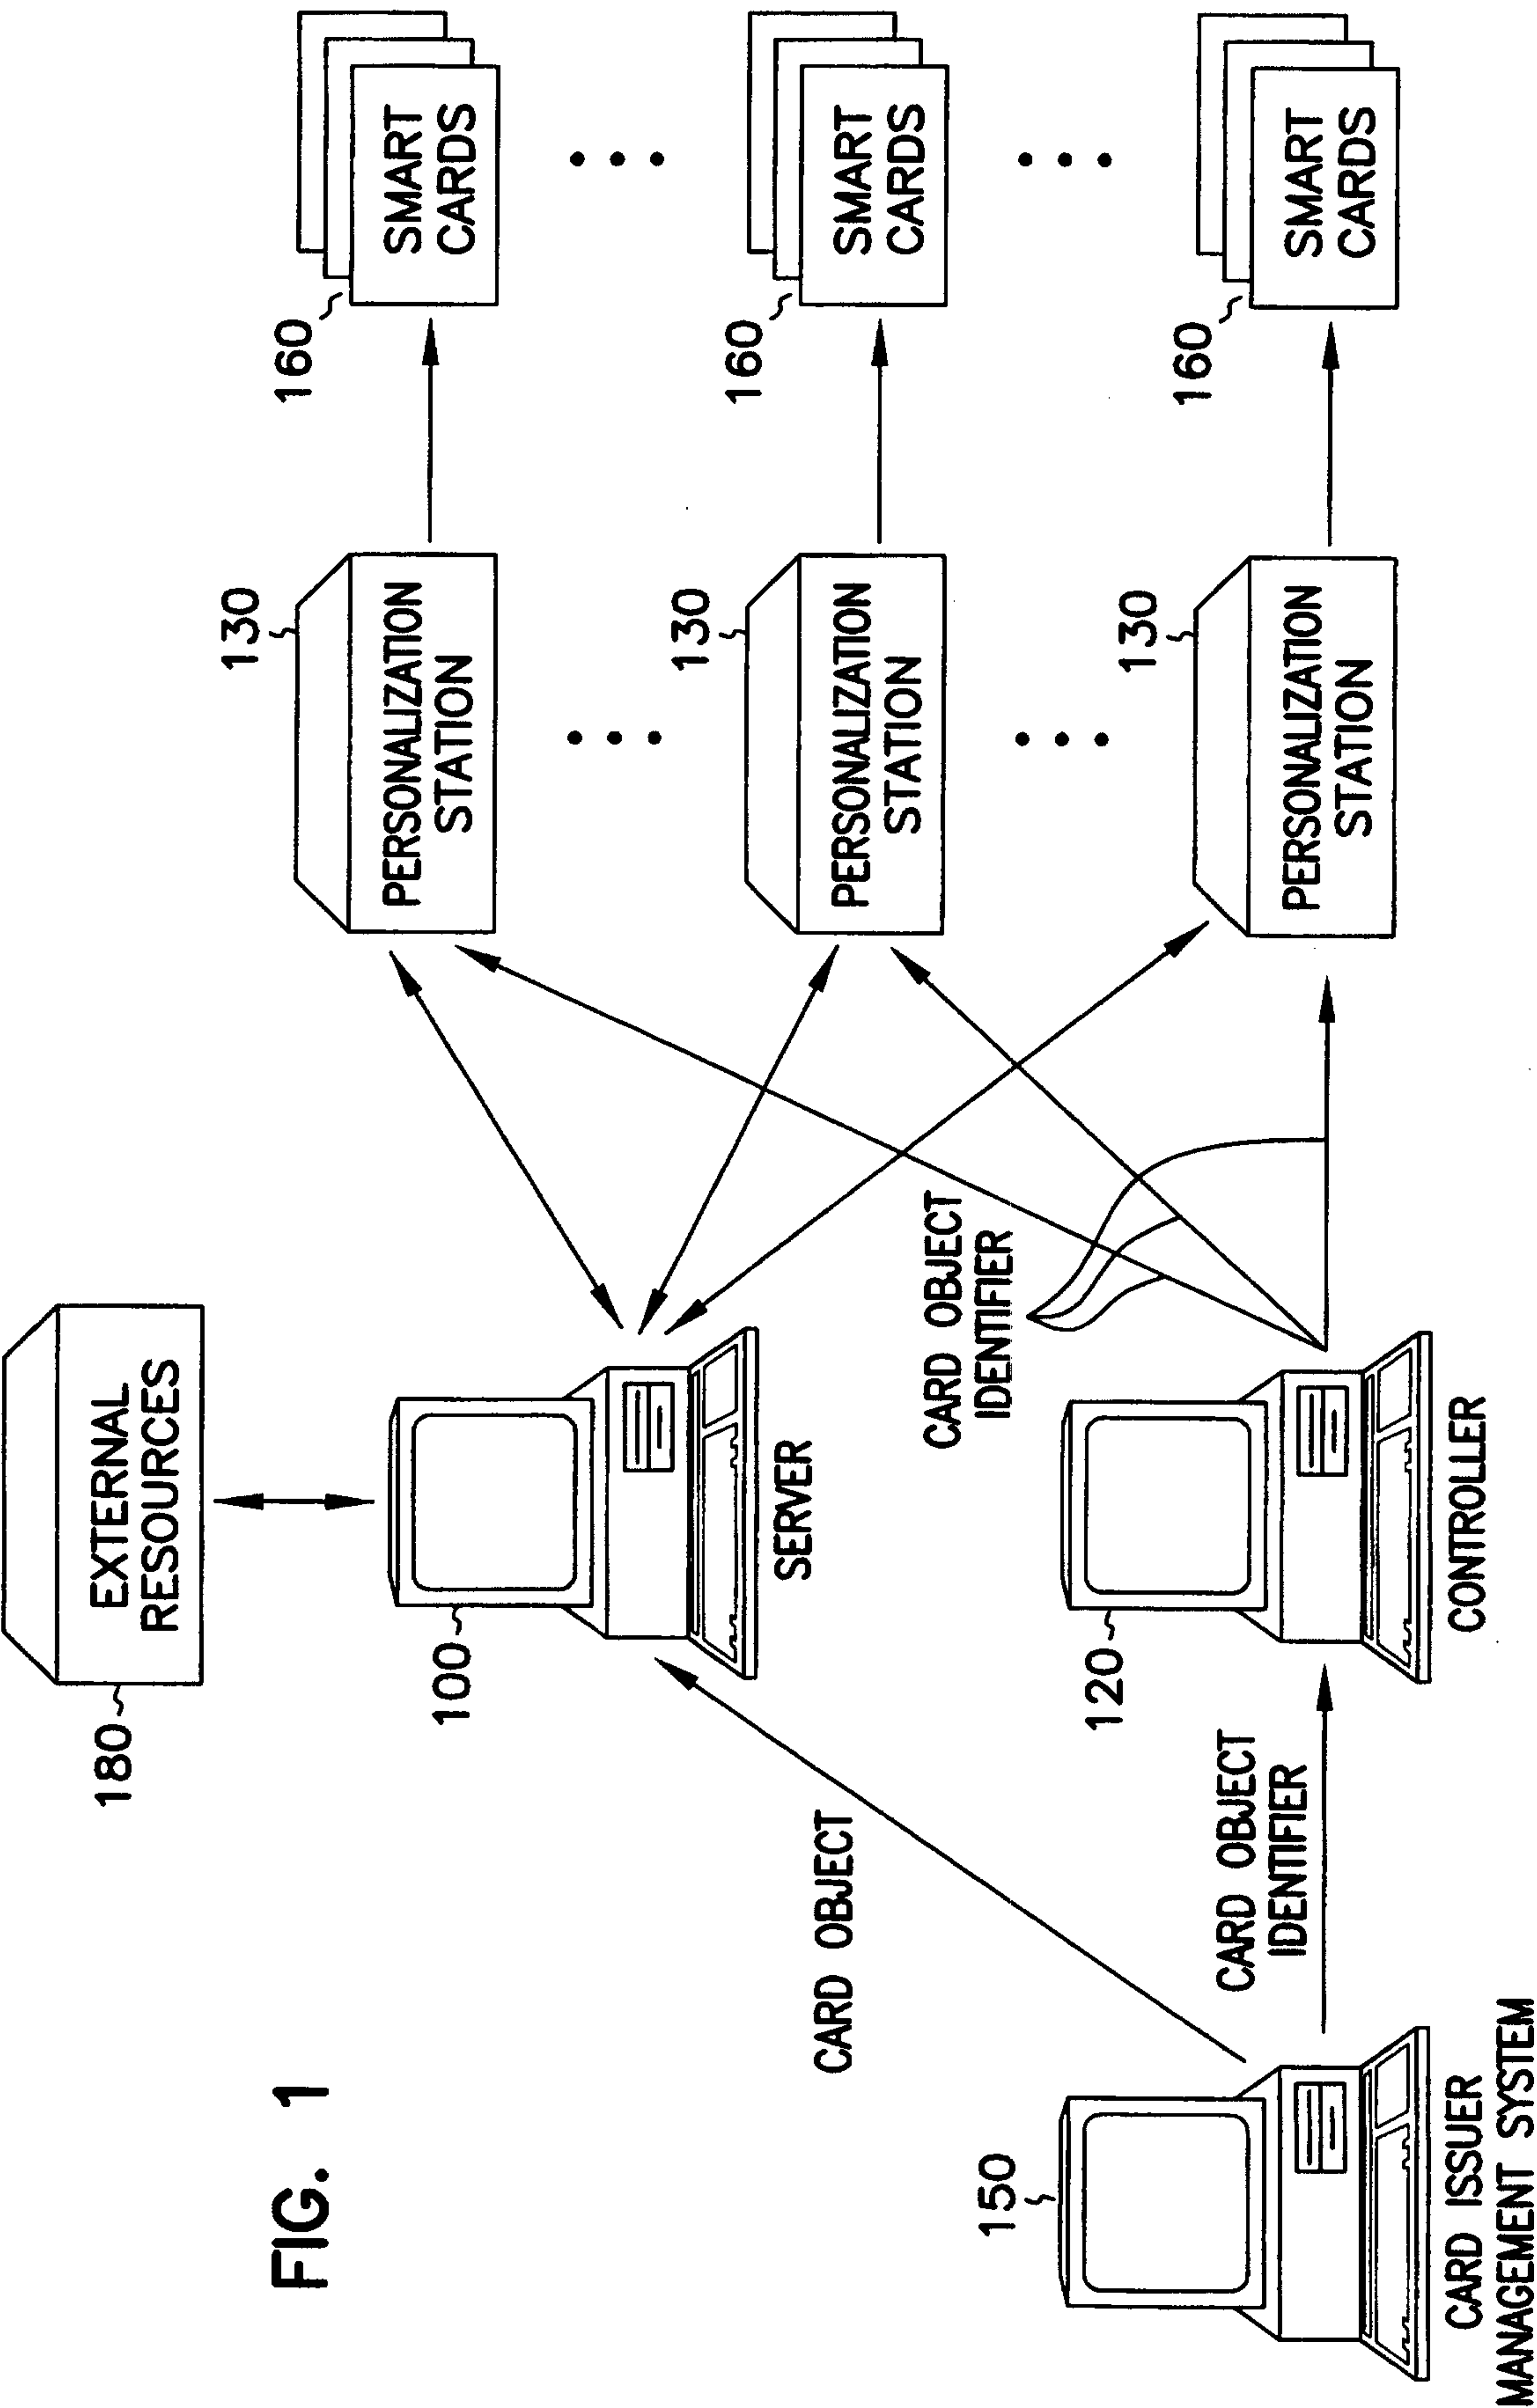 FIG. 1
180
EXTERNAL
RESOURCES
100
SERVER
CARD OBJECT
150
CARD ISSUER
MANAGEMENT SYSTEM
CARD OBJECT
IDENTIFIER
120
CONTROLLER
CARD OBJECT
IDENTIFIER
130
PERSONALIZATION
STATION
130
PERSONALIZATION
STATION
130
PERSONALIZATION
STATION
160
SMART
CARDS
160
SMART
CARDS
160
SMART
CARDS